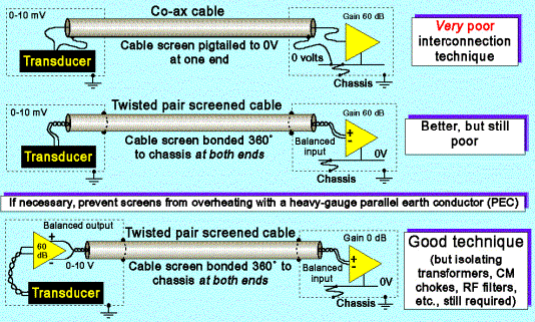 Co-ax cable
0-10 mV
Gain 60 dB
Transducer
Cable screen pigtailed to 0V
at one end
0 volts
Chassis
Very poor
interconnection
technique
Twisted pair screened cable
0-10 mV
Gain 60 dB
Transducer
Cable screen bonded 360°
to chassis at both ends
Balanced
input
+
-
0V
Chassis
Better, but still
poor
If necessary, prevent screens from overheating with a heavy-gauge parallel earth conductor (PEC)
Balanced output
Twisted pair screened cable
Gain 0 dB
60
dB
+
-
0-10 V
Transducer
Cable screen bonded 360° to
chassis at both ends
Balanced
input
+
-
0V
Chassis
Good technique
(but isolating
transformers, CM
chokes, RF filters,
etc., still required)